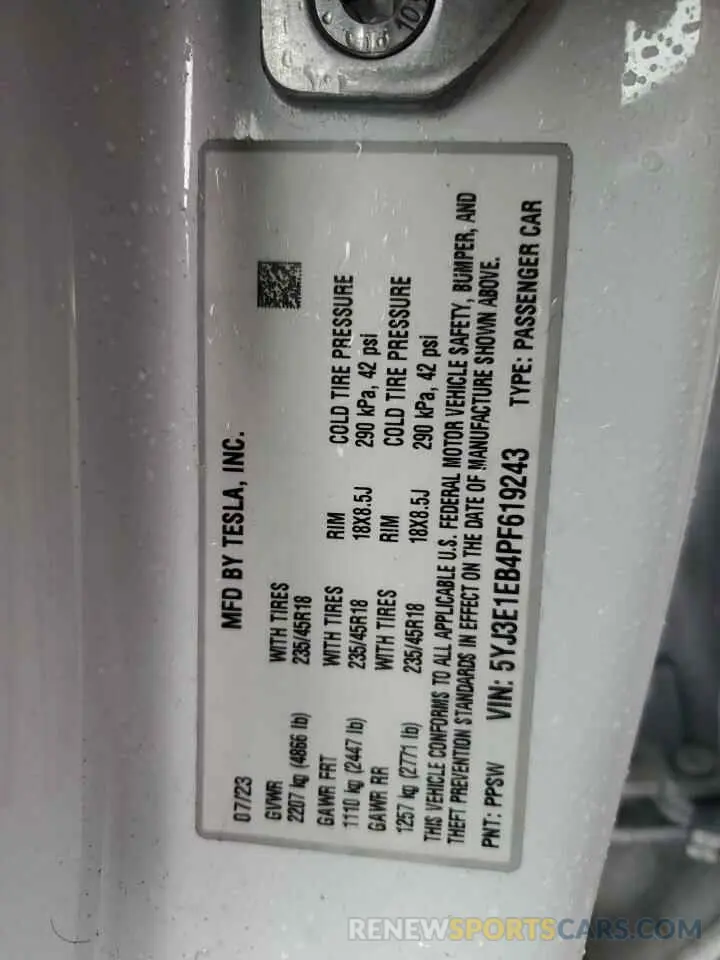 10.9
MFD BY TESLA, INC.
07/23
GVWR WITH TIRES
2207 kg (4866 lb) 235/45R18
GAWR FRT WITH TIRES RIM COLD TIRE PRESSURE
1110 kg (2447 lb) 235/45R18 18X8.5J 290 kPa, 42 psi
GAWR RR WITH TIRES RIM COLD TIRE PRESSURE
1257 kg (2771 lb) 235/45R18 18X8.5J 290 kPa, 42 psi
THIS VEHICLE CONFORMS TO ALL APPLICABLE U.S. FEDERAL MOTOR VEHICLE SAFETY, BUMPER, AND
THEFT PREVENTION STANDARDS IN EFFECT ON THE DATE OF MANUFACTURE SHOWN ABOVE.
PNT: PPSW VIN: 5YJ3E1EB4PF619243 TYPE: PASSENGER CAR
RENEWSPORTSCAR.COM